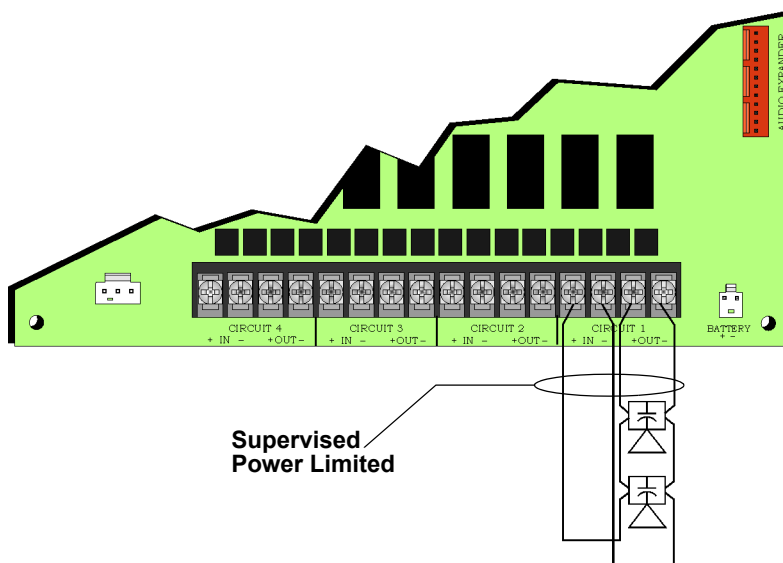 AUDIO EXPANDER
CIRCUIT 4
CIRCUIT 3
CIRCUIT 2
CIRCUIT 1
BATTERY
+ IN - +OUT-
+ IN - +OUT-
+ IN - +OUT-
+ IN - +OUT-
+ -
Supervised
Power Limited